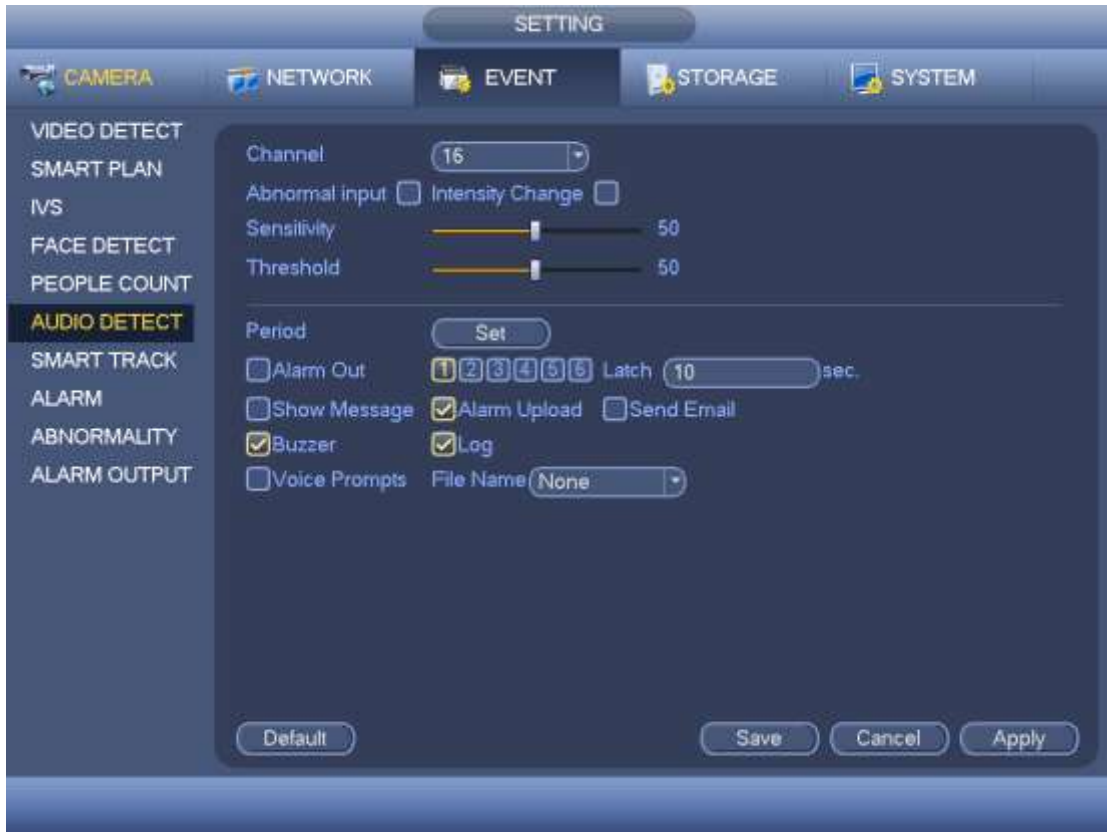 SETTING
CAMERA NETWORK EVENT STORAGE SYSTEM
VIDEO DETECT
SMART PLAN
IVS
FACE DETECT
PEOPLE COUNT
AUDIO DETECT
SMART TRACK
ALARM
ABNORMALITY
ALARM OUTPUT
Channel 16
Abnormal input Intensity Change
Sensitivity 50
Threshold 50
Period Set
Alarm Out 1 2 3 4 5 6 Latch 10 sec.
Show Message Alarm Upload Send Email
Buzzer Log
Voice Prompts File Name None
Default Save Cancel Apply